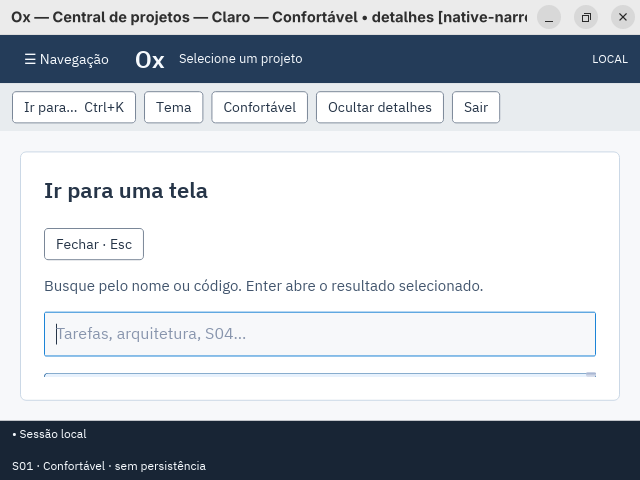 Ox — Central de projetos — Claro — Confortável • detalhes [native-narr
☰ Navegação Ox Selecione um projeto LOCAL
Ir para... Ctrl+K Tema Confortável Ocultar detalhes Sair
Ir para uma tela
Fechar · Esc
Busque pelo nome ou código. Enter abre o resultado selecionado.
Tarefas, arquitetura, S04...
• Sessão local
S01 · Confortável · sem persistência